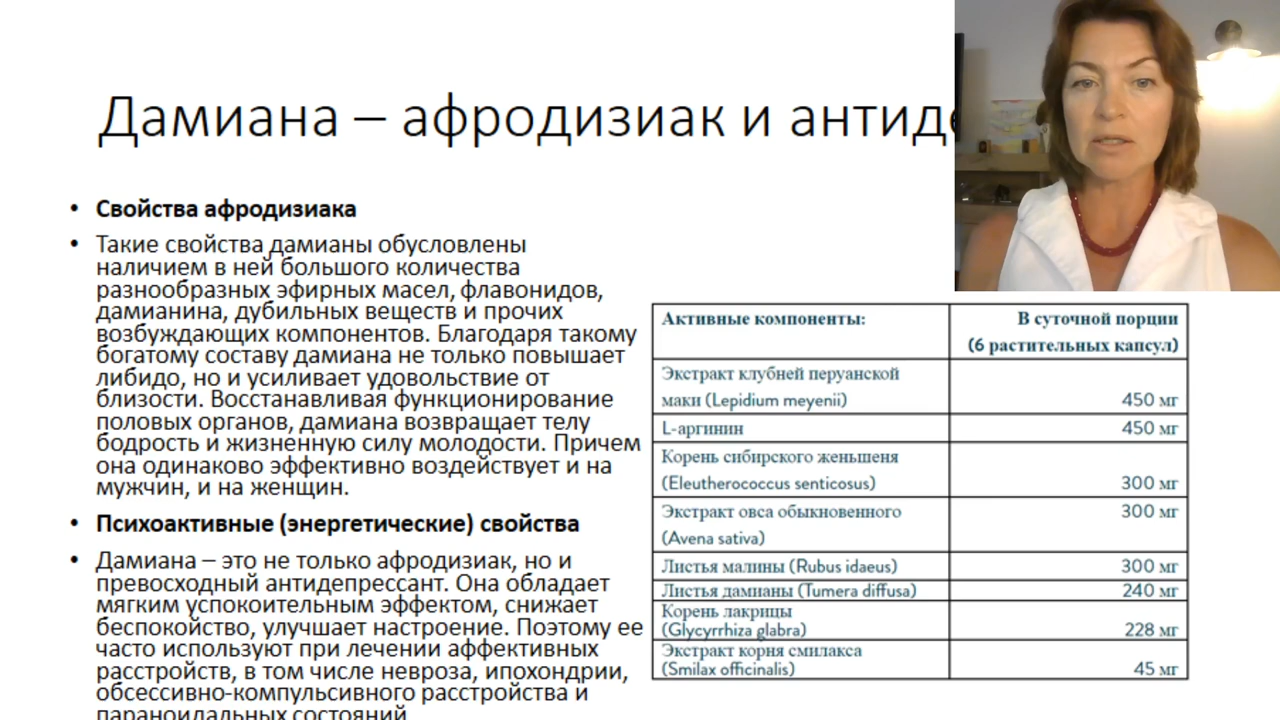 Дамиана – афродизиак и антиде
• Свойства афродизиака
• Такие свойства дамианы обусловлены
наличием в ней большого количества
разнообразных эфирных масел, флавонидов,
дамианина, дубильных веществ и прочих
возбуждающих компонентов. Благодаря такому
богатому составу дамиана не только повышает
либидо, но и усиливает удовольствие от
близости. Восстанавливая функционирование
половых органов, дамиана возвращает телу
бодрость и жизненную силу молодости. Причем
она одинаково эффективно воздействует и на
мужчин, и на женщин.
• Психоактивные (энергетические) свойства
• Дамиана – это не только афродизиак, но и
превосходный антидепрессант. Она обладает
мягким успокоительным эффектом, снижает
беспокойство, улучшает настроение. Поэтому ее
часто используют при лечении аффективных
расстройств, в том числе невроза, ипохондрии,
обсессивно-компульсивного расстройства и
параноидальных состояний
Активные компоненты: В суточной порции
(6 растительных капсул)
Экстракт клубней перуанской
маки (Lepidium meyenii) 450 мг
L-аргинин 450 мг
Корень сибирского женьшеня
(Eleutherococcus senticosus) 300 мг
Экстракт овса обыкновенного 300 мг
(Avena sativa)
Листья малины (Rubus idaeus) 300 мг
Листья дамианы (Tumera diffusa) 240 мг
Корень лакрицы
(Glycyrrhiza glabra) 228 мг
Экстракт корня смилакса
(Smilax officinalis) 45 мг